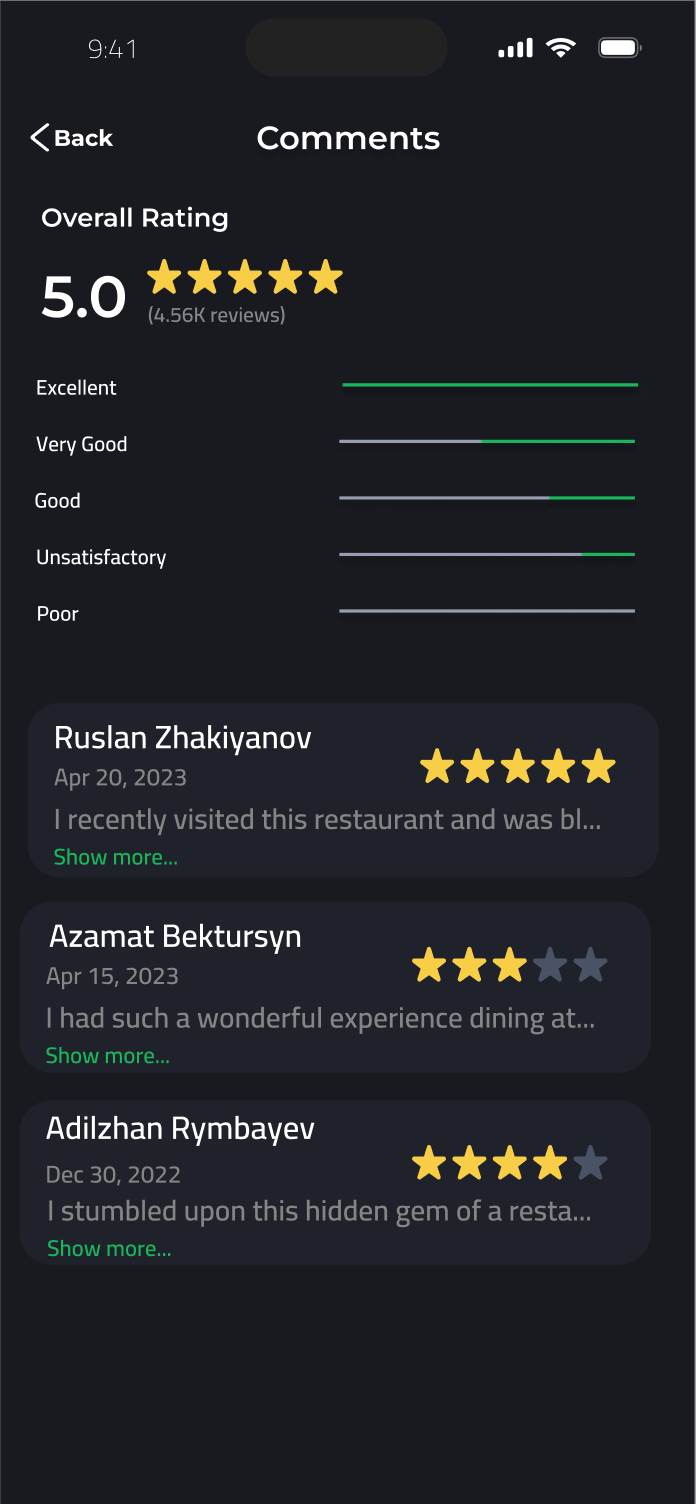 9:41
Back
Comments
Overall Rating
5.0
(4.56K reviews)
Excellent
Very Good
Good
Unsatisfactory
Poor
Ruslan Zhakiyanov
Apr 20, 2023
I recently visited this restaurant and was bl...
Show more...
Azamat Bektursyn
Apr 15, 2023
I had such a wonderful experience dining at...
Show more...
Adilzhan Rymbayev
Dec 30, 2022
I stumbled upon this hidden gem of a resta...
Show more...